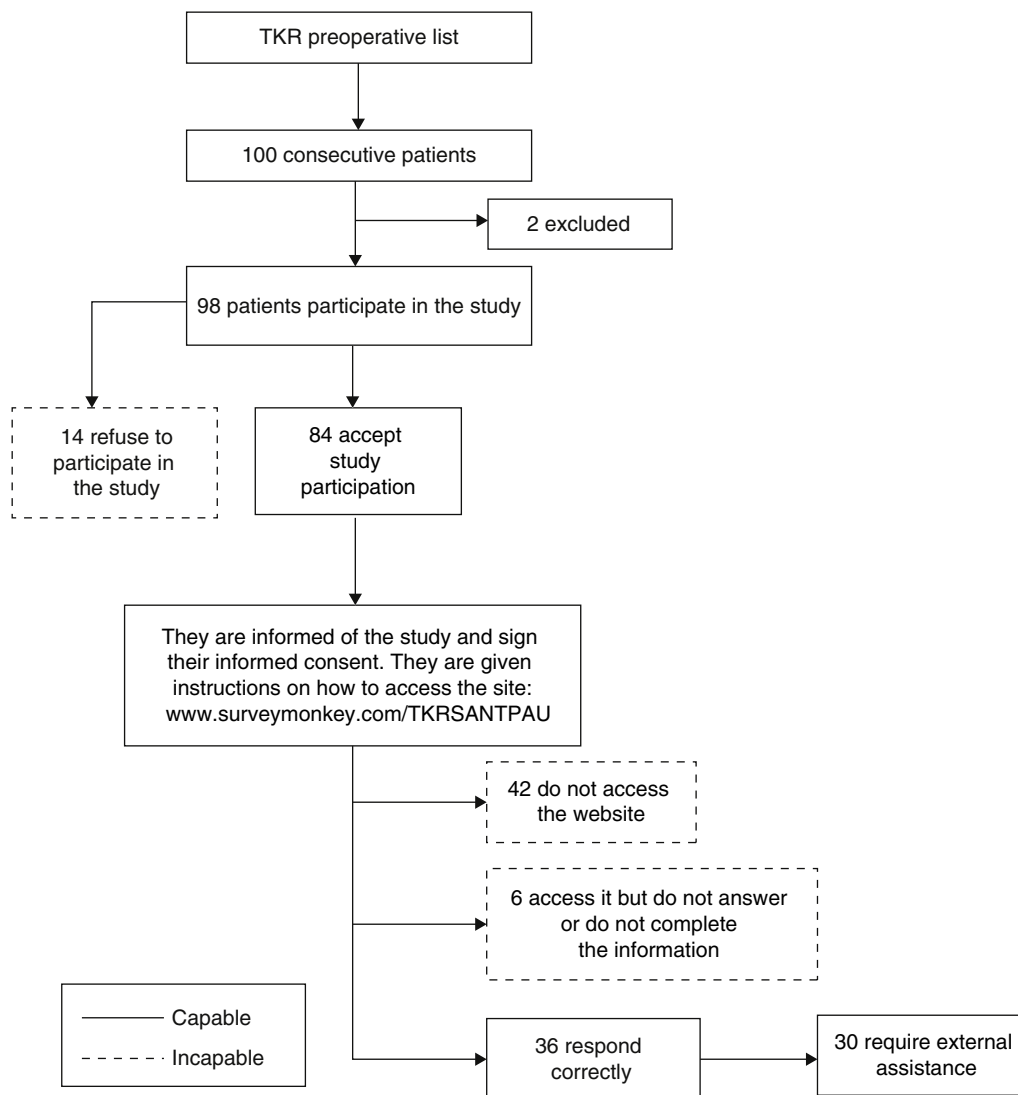 TKR preoperative list
100 consecutive patients
2 excluded
98 patients participate in the study
14 refuse to
participate in
the study
84 accept
study
participation
They are informed of the study and sign
their informed consent. They are given
instructions on how to access the site:
www.surveymonkey.com/TKRSANTPAU
42 do not access
the website
6 access it but do not answer
or do not complete
the information
Capable
Incapable
36 respond
correctly
30 require external
assistance